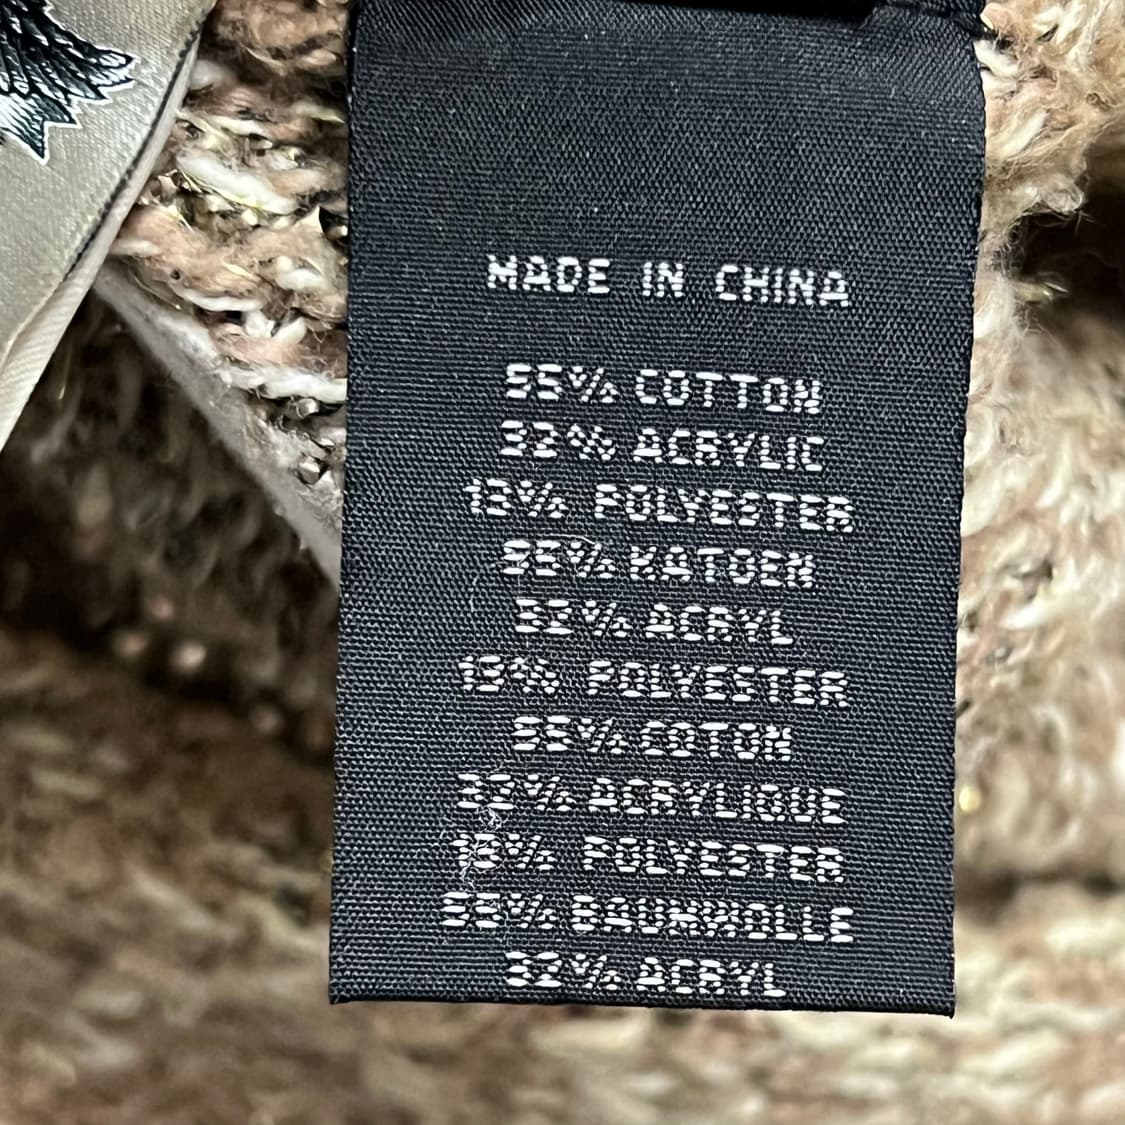 MADE IN CHINA
55% COTTON
32% ACRYLIC
13% POLYESTER
55% KATOEN
32% ACRYL
13% POLYESTER
55% COTON
32% ACRYLIQUE
13% POLYESTER
55% BAUMWOLLE
32% ACRYL